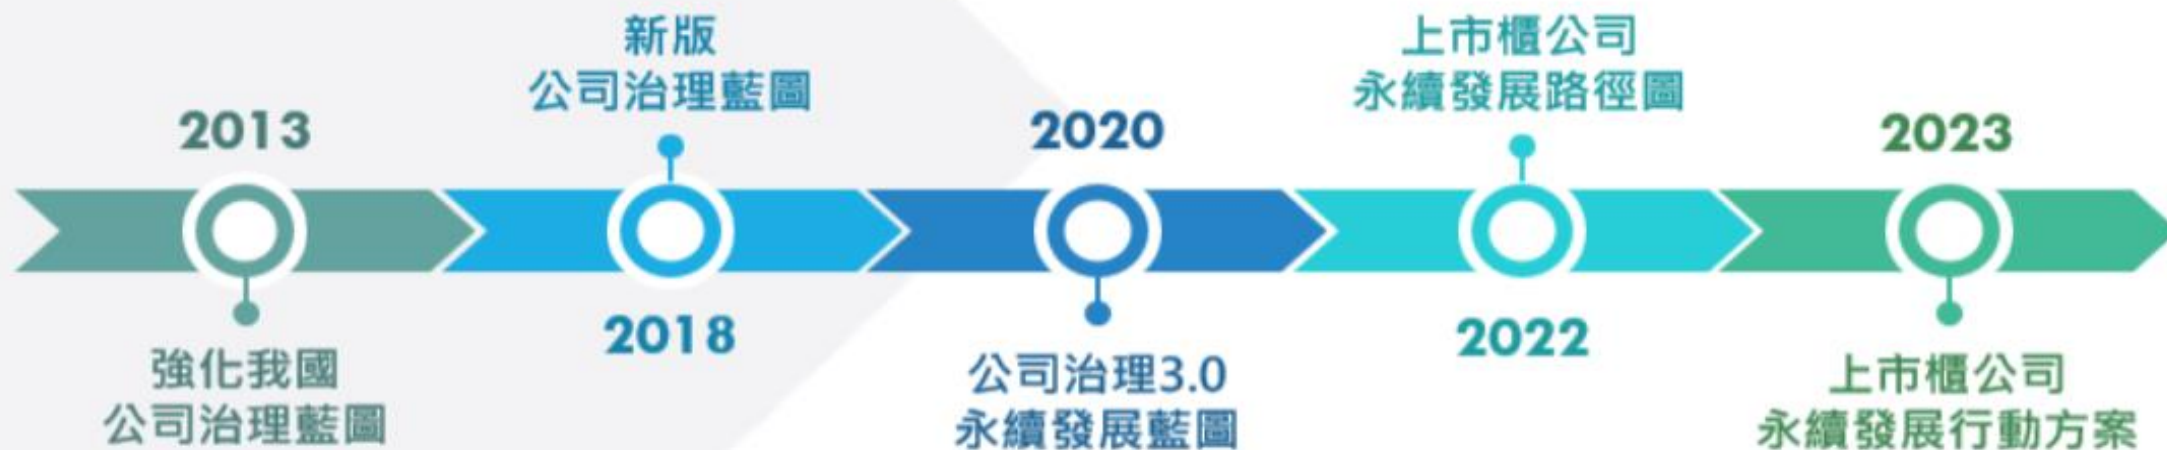 2013
強化我國
公司治理藍圖
新版
公司治理藍圖
2018
2020
公司治理3.0
永續發展藍圖
上市櫃公司
永續發展路徑圖
2022
2023
上市櫃公司
永續發展行動方案